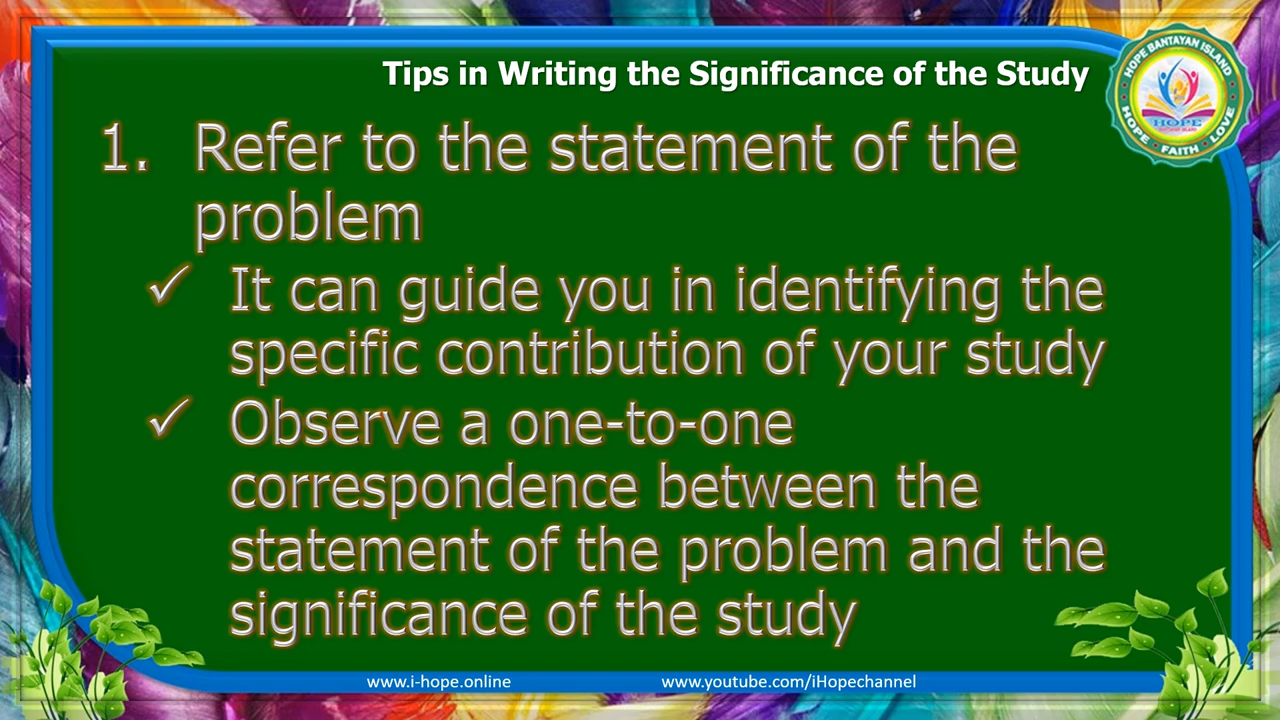 Tips in Writing the Significance of the Study
HOPE BANTAYAN ISLAND
HOPE
BANTAYAN ISLAND
HOPE • FAITH • LOVE
1. Refer to the statement of the
problem
✓ It can guide you in identifying the
specific contribution of your study
✓ Observe a one-to-one
correspondence between the
statement of the problem and the
significance of the study
www.i-hope.online www.youtube.com/iHopechannel